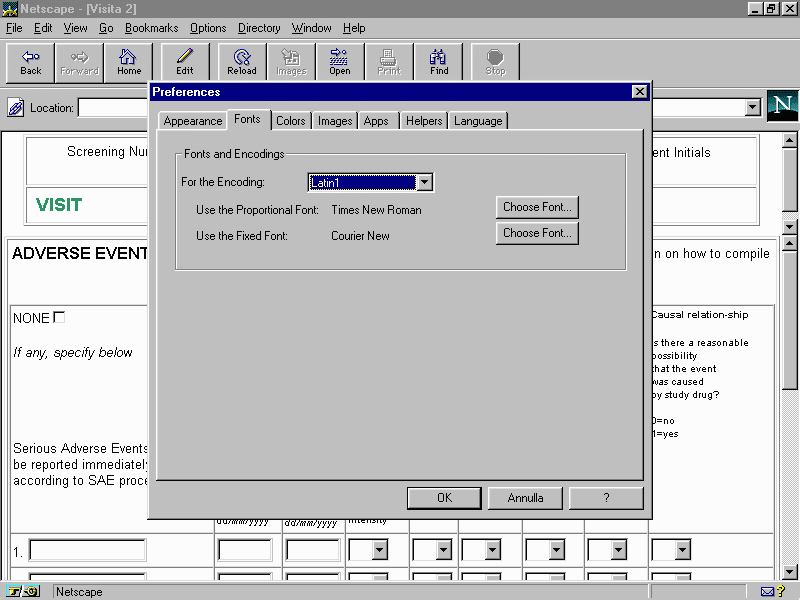 Netscape - [Visita 2]
File Edit View Go Bookmarks Options Directory Window Help
Back Forward Home Edit Reload Images Open Print Find Stop
Location:
N
Preferences
Appearance Fonts Colors Images Apps Helpers Language
Fonts and Encodings
For the Encoding: Latin1
Use the Proportional Font: Times New Roman Choose Font...
Use the Fixed Font: Courier New Choose Font...
OK Annulla ?
Screening Nu
ent Initials
VISIT
ADVERSE EVENT
n on how to compile
NONE
If any, specify below
Serious Adverse Events
be reported immediately
according to SAE proce
Causal relation-ship
is there a reasonable
possibility
that the event
was caused
by study drug?
0=no
1=yes
dd/mm/yyyy dd/mm/yyyy intensity
1.
Netscape
?